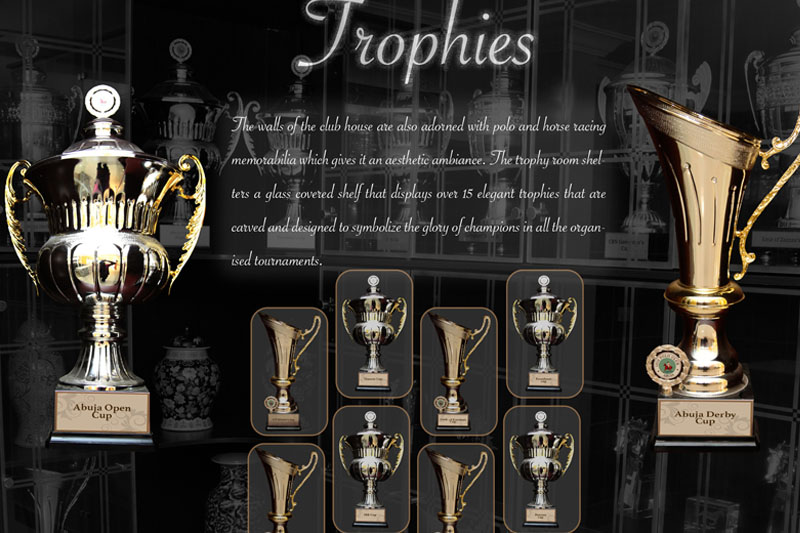 Trophies
The walls of the club house are also adorned with polo and horse racing
memorabilia which gives it an aesthetic ambiance. The trophy room shel-
ters a glass covered shelf that displays over 15 elegant trophies that are
carved and designed to symbolize the glory of champions in all the organ-
ised tournaments.
Abuja Open
Cup
Abuja Derby
Cup